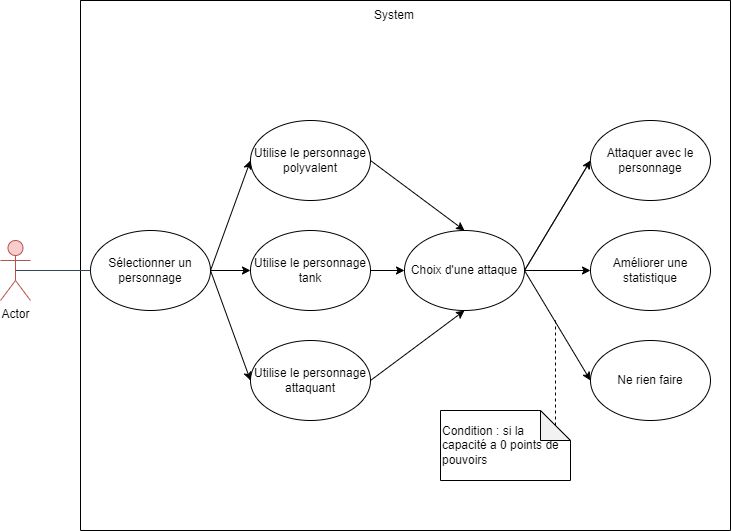 System
Actor
Sélectionner un
personnage
Utilise le personnage
polyvalent
Utilise le personnage
tank
Utilise le personnage
attaquant
Choix d'une attaque
Attaquer avec le
personnage
Améliorer une
statistique
Ne rien faire
Condition : si la
capacité a 0 points de
pouvoirs